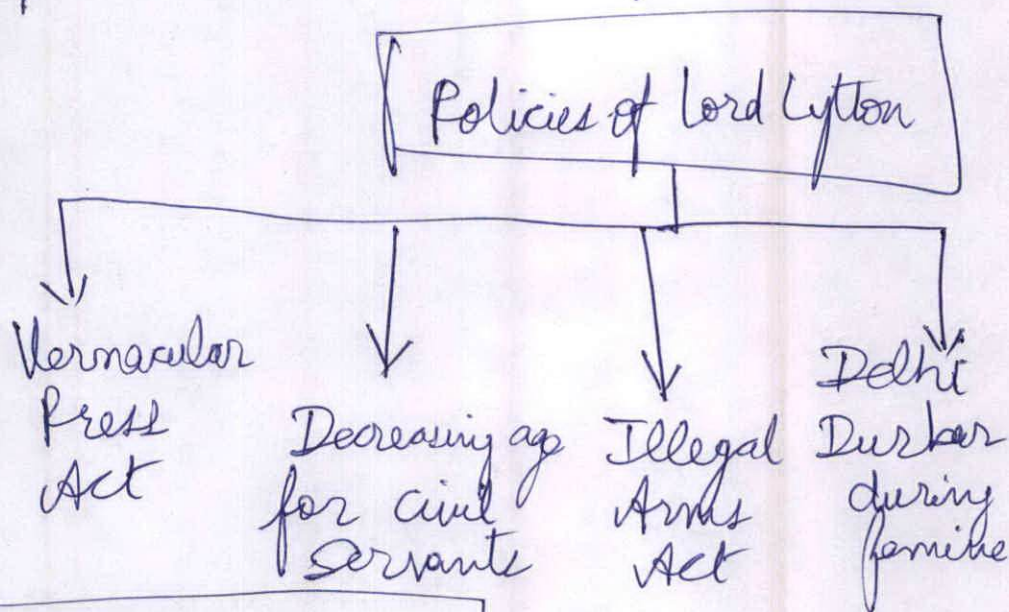 Policies of Lord Lytton
Vernacular
Press
Act
Decreasing age
for civil
Servants
Illegal
Arms
Act
Delhi
Durbar
during
famine